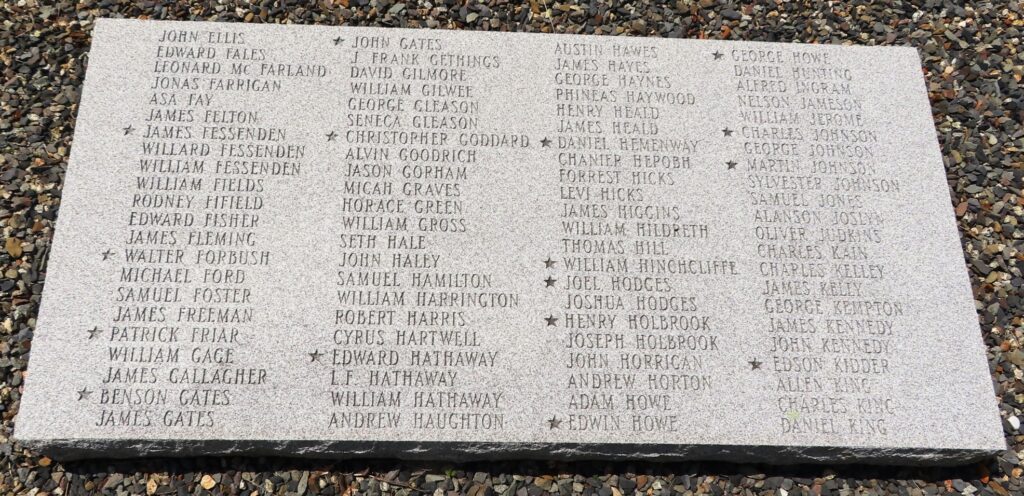 JOHN ELLIS
EDWARD FALES
LEONARD MC FARLAND
JONAS FARRIGAN
ASA FAY
JAMES FELTON
★ JAMES FESSENDEN
WILLARD FESSENDEN
WILLIAM FESSENDEN
WILLIAM FIELDS
RODNEY FIFIELD
EDWARD FISHER
JAMES FLEMING
★ WALTER FORBUSH
MICHAEL FORD
SAMUEL FOSTER
JAMES FREEMAN
★ PATRICK FRIAR
WILLIAM GAGE
JAMES GALLAGHER
★ BENSON GATES
JAMES GATES
★ JOHN GATES
J. FRANK GETHINGS
DAVID GILMORE
WILLIAM GILWEE
GEORGE GLEASON
SENECA GLEASON
★ CHRISTOPHER GODDARD
ALVIN GOODRICH
JASON GORHAM
MICAH GRAVES
HORACE GREEN
WILLIAM GROSS
SETH HALE
JOHN HALEY
SAMUEL HAMILTON
WILLIAM HARRINGTON
ROBERT HARRIS
CYRUS HARTWELL
★ EDWARD HATHAWAY
L.F. HATHAWAY
WILLIAM HATHAWAY
ANDREW HAUGHTON
AUSTIN HAWES
JAMES HAYES
GEORGE HAYNES
PHINEAS HAYWOOD
HENRY HEALD
JAMES HEALD
★ DANIEL HEMENWAY
CHANIER HEPOBH
FORREST HICKS
LEVI HICKS
JAMES HIGGINS
WILLIAM HILDRETH
THOMAS HILL
★ WILLIAM HINCHCLIFFE
★ JOEL HODGES
JOSHUA HODGES
★ HENRY HOLBROOK
JOSEPH HOLBROOK
JOHN HORRIGAN
ANDREW HORTON
ADAM HOWE
★ EDWIN HOWE
★ GEORGE HOWE
DANIEL HUNTING
ALFRED INGRAM
NELSON JAMESON
WILLIAM JEROME
★ CHARLES JOHNSON
GEORGE JOHNSON
★ MARTIN JOHNSON
SYLVESTER JOHNSON
SAMUEL JONES
ALANSON JOSLYN
OLIVER JUDKINS
CHARLES KAIN
CHARLES KELLEY
JAMES KELLY
GEORGE KEMPTON
JAMES KENNEDY
JOHN KENNEDY
★ EDSON KIDDER
ALLEN KING
CHARLES KING
DANIEL KING